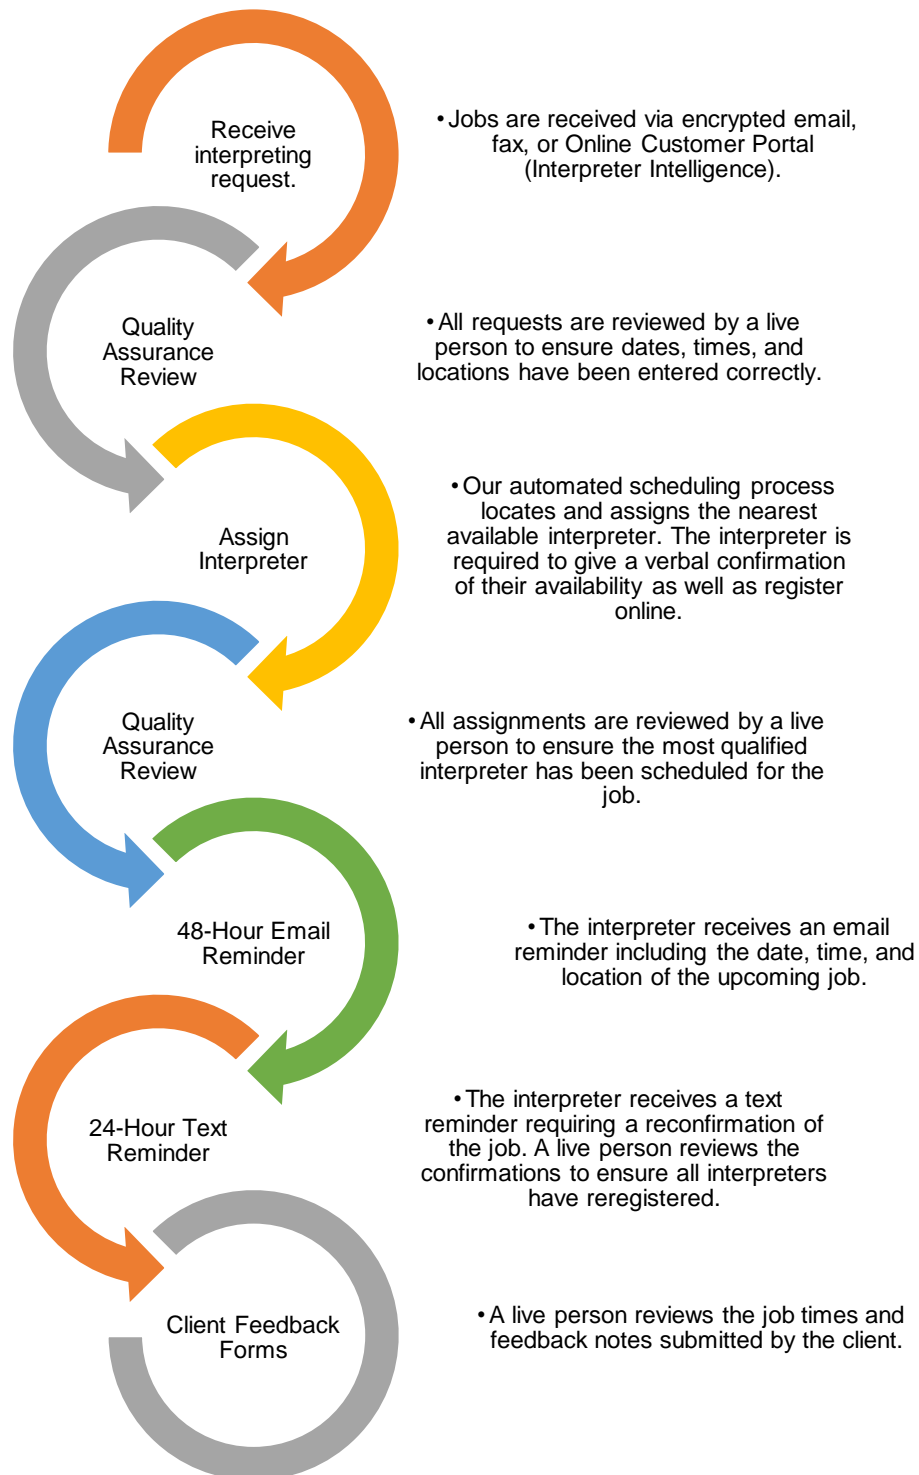 Receive
interpreting
request.
•Jobs are received via encrypted email,
fax, or Online Customer Portal
(Interpreter Intelligence).
Quality
Assurance
Review
•All requests are reviewed by a live
person to ensure dates, times, and
locations have been entered correctly.
Assign
Interpreter
•Our automated scheduling process
locates and assigns the nearest
available interpreter. The interpreter is
required to give a verbal confirmation
of their availability as well as register
online.
Quality
Assurance
Review
•All assignments are reviewed by a live
person to ensure the most qualified
interpreter has been scheduled for the
job.
48-Hour Email
Reminder
•The interpreter receives an email
reminder including the date, time, and
location of the upcoming job.
24-Hour Text
Reminder
•The interpreter receives a text
reminder requiring a reconfirmation of
the job. A live person reviews the
confirmations to ensure all interpreters
have reregistered.
Client Feedback
Forms
•A live person reviews the job times and
feedback notes submitted by the client.